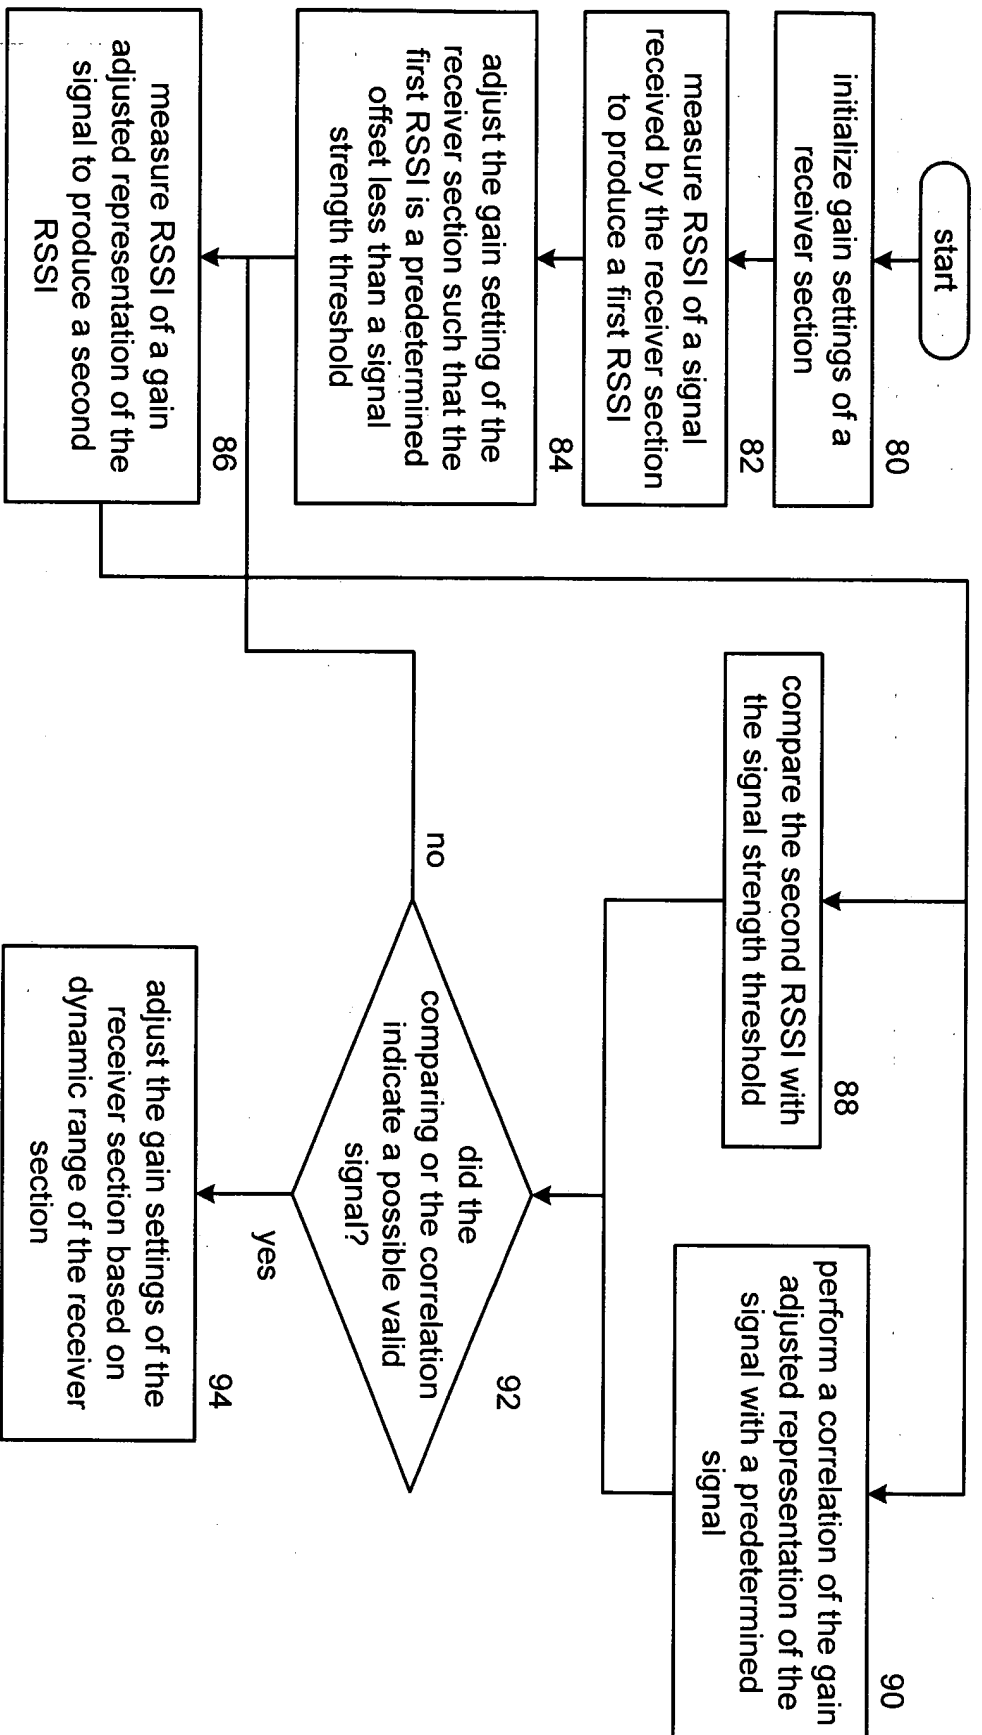 start
80
initialize gain settings of a
receiver section
82
measure RSSI of a signal
received by the receiver section
to produce a first RSSI
84
adjust the gain setting of the
receiver section such that the
first RSSI is a predetermined
offset less than a signal
strength threshold
86
measure RSSI of a gain
adjusted representation of the
signal to produce a second
RSSI
compare the second RSSI with
the signal strength threshold
88
90
perform a correlation of the gain
adjusted representation of the
signal with a predetermined
signal
92
did the
comparing or the correlation
indicate a possible valid
signal?
no
yes
94
adjust the gain settings of the
receiver section based on
dynamic range of the receiver
section